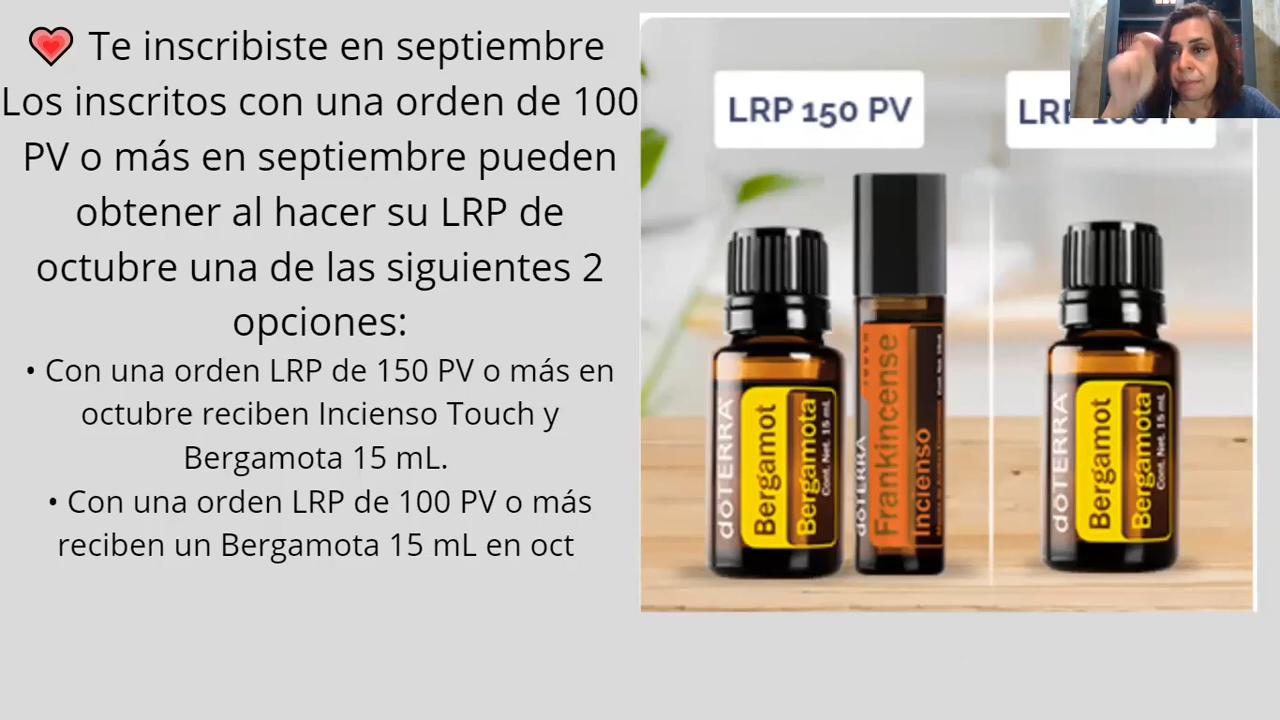 Te inscribiste en septiembre
Los inscritos con una orden de 100
PV o más en septiembre pueden
obtener al hacer su LRP de
octubre una de las siguientes 2
opciones:
• Con una orden LRP de 150 PV o más en
octubre reciben Incienso Touch y
Bergamota 15 mL.
• Con una orden LRP de 100 PV o más
reciben un Bergamota 15 mL en oct
LRP 150 PV
LRP 100 PV
dōTERRA
Bergamot
Bergamota
Cont. Net. 15 mL
dōTERRA
Frankincense
Incienso
dōTERRA
Bergamot
Bergamota
Cont. Net. 15 mL